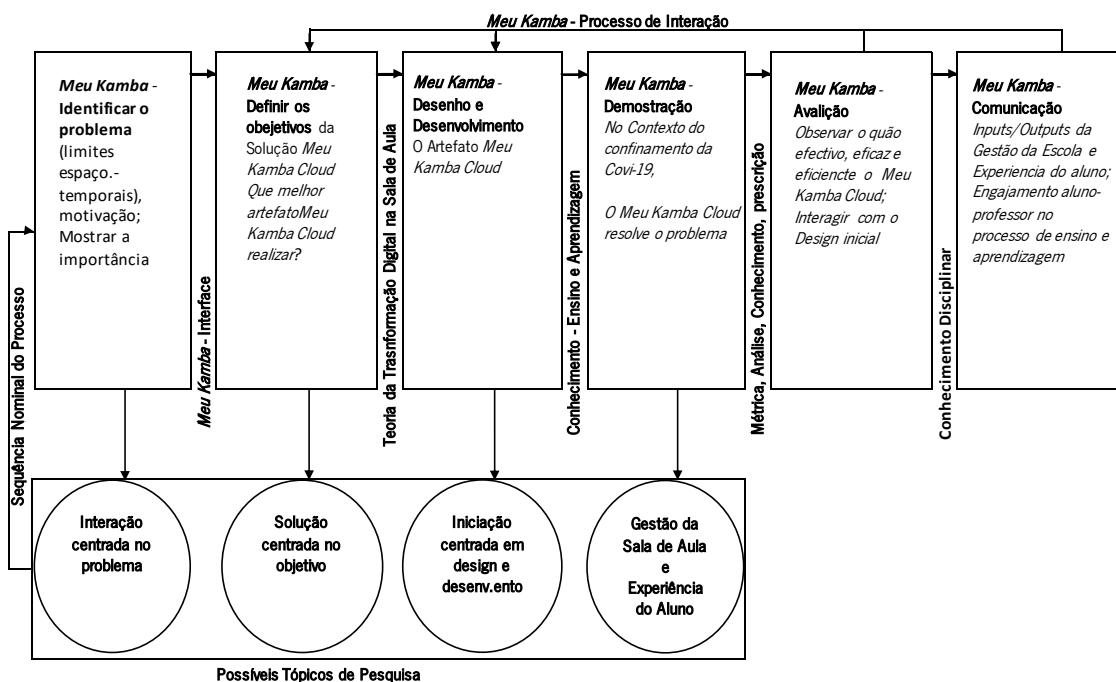 Meu Kamba - Processo de Interação
Meu Kamba -
Identificar o
problema
(limites
espaço.-
temporais),
motivação;
Mostrar a
importância
Meu Kamba - Interface
Meu Kamba -
Definir os
obejetivos da
Solução Meu
Kamba Cloud
Que melhor
artefatoMeu
Kamba Cloud
realizar?
Teoria da Trasnformação Digital na Sala de Aula
Meu Kamba -
Desenho e
Desenvolvimento
O Artefato Meu
Kamba Cloud
Conhecimento - Ensino e Aprendizagem
Meu Kamba -
Demostração
No Contexto do
confinamento da
Covi-19,
O Meu Kamba Cloud
resolve o problema
Métrica, Análise, Conhecimento, prescrição
Meu Kamba -
Avalição
Observar o quão
efectivo, eficaz e
eficiencte o Meu
Kamba Cloud;
Interagir com o
Design inicial
Conhecimento Disciplinar
Meu Kamba -
Comunicação
Inputs/Outputs da
Gestão da Escola e
Experiencia do aluno;
Engajamento aluno-
professor no
processo de ensino e
aprendizagem
Sequência Nominal do Processo
Interação
centrada no
problema
Solução
centrada no
objetivo
Iniciação
centrada em
design e
desenv.ento
Gestão da
Sala de Aula
e
Experiência
do Aluno
Possíveis Tópicos de Pesquisa